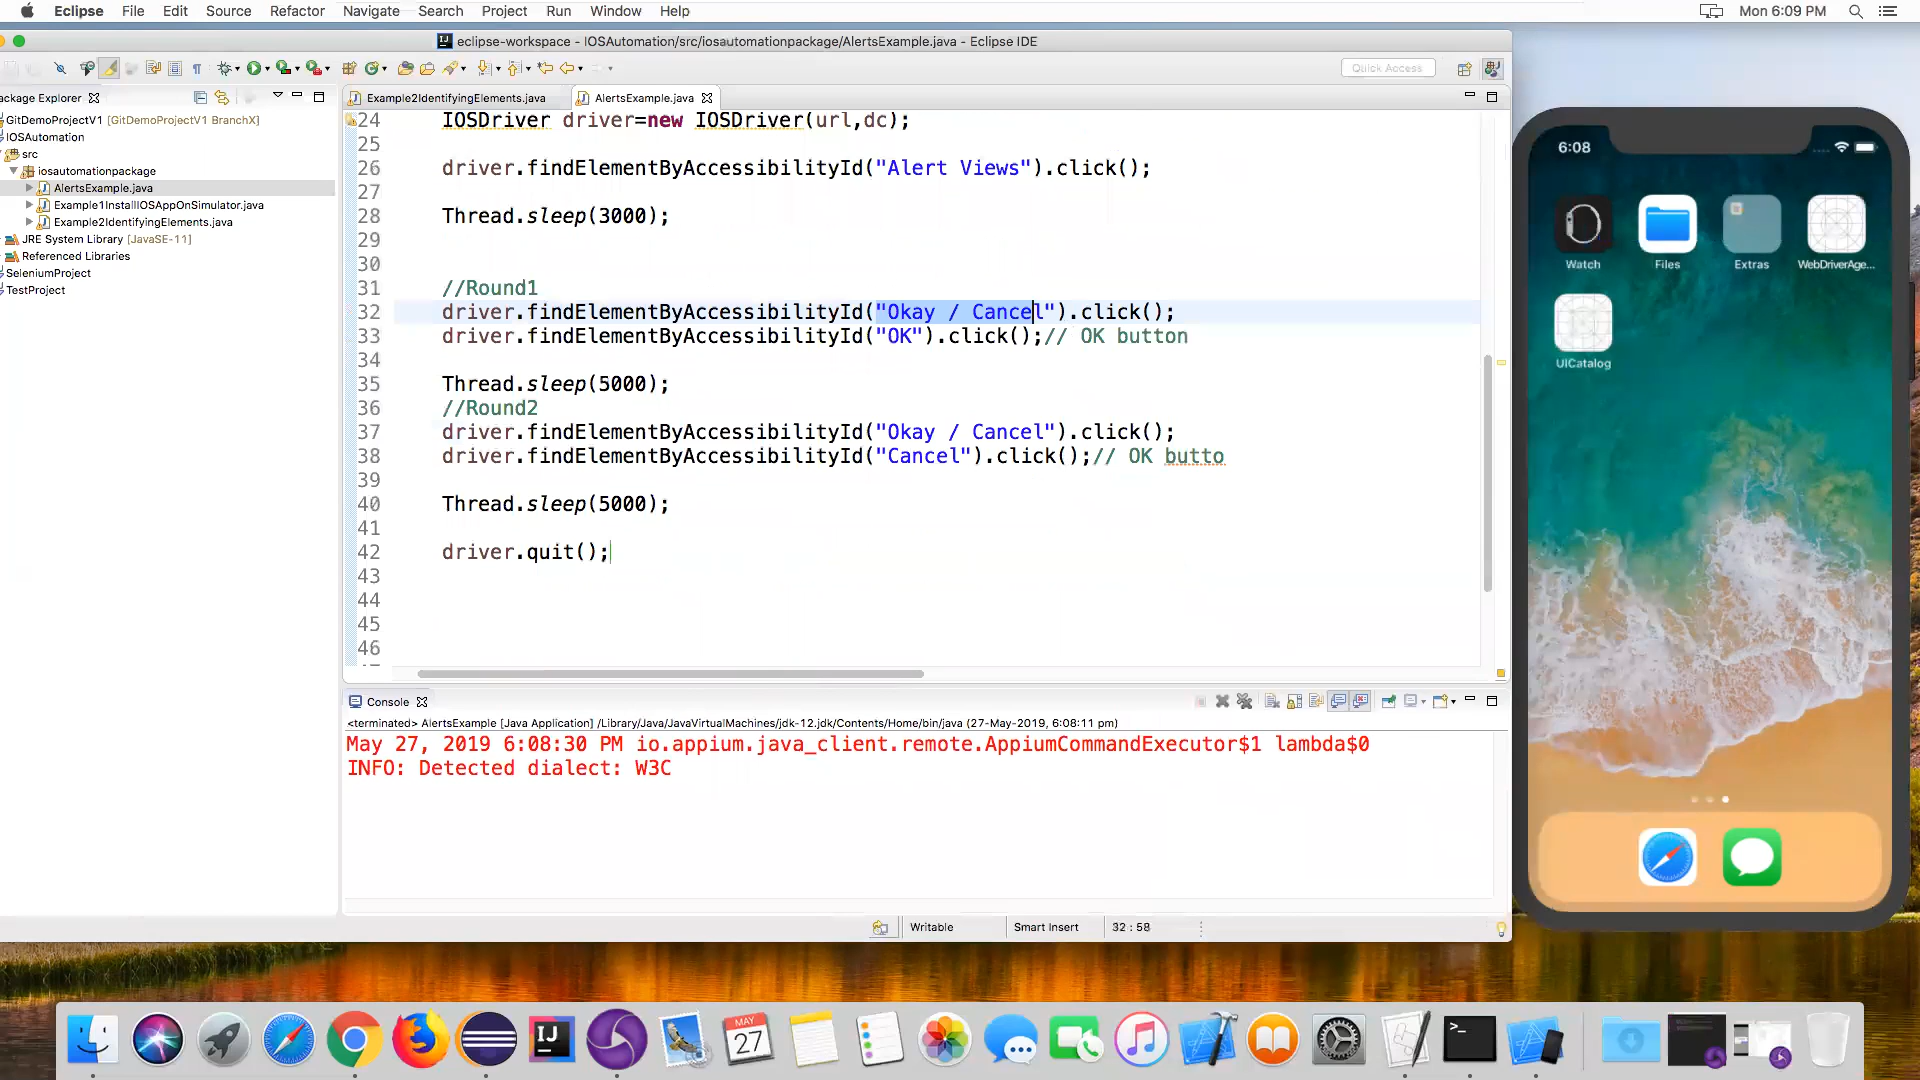 Eclipse File Edit Source Refactor Navigate Search Project Run Window Help Mon 6:09 PM
eclipse-workspace - IOSAutomation/src/iosautomationpackage/AlertsExample.java - Eclipse IDE
Quick Access
ackage Explorer
GitDemoProjectV1 [GitDemoProjectV1 BranchX]
IOSAutomation
src
iosautomationpackage
AlertsExample.java
Example1InstallIOSAppOnSimulator.java
Example2IdentifyingElements.java
JRE System Library [JavaSE-11]
Referenced Libraries
SeleniumProject
TestProject
Example2IdentifyingElements.java AlertsExample.java
24 IOSDriver driver=new IOSDriver(url,dc);
25
26 driver.findElementByAccessibilityId("Alert Views").click();
27
28 Thread.sleep(3000);
29
30
31 //Round1
32 driver.findElementByAccessibilityId("Okay / Cancel").click();
33 driver.findElementByAccessibilityId("OK").click();// OK button
34
35 Thread.sleep(5000);
36 //Round2
37 driver.findElementByAccessibilityId("Okay / Cancel").click();
38 driver.findElementByAccessibilityId("Cancel").click();// OK butto
39
40 Thread.sleep(5000);
41
42 driver.quit();
43
44
45
46
Console
<terminated> AlertsExample [Java Application] /Library/Java/JavaVirtualMachines/jdk-12.jdk/Contents/Home/bin/java (27-May-2019, 6:08:11 pm)
May 27, 2019 6:08:30 PM io.appium.java_client.remote.AppiumCommandExecutor$1 lambda$0
INFO: Detected dialect: W3C
Writable Smart Insert 32 : 58
6:08
Watch Files Extras WebDriverAge...
UICatalog
IJ
MAY
27
>_